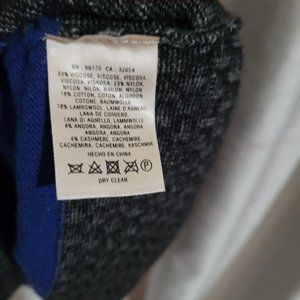 RN : 66170 CA : 32054
33% VISCOSE, VISCOSE, VISCOSA,
VISCOSA, VISKOSA, 23% NYLON,
NYLON, NILON, NAILON, NYLON
18% COTTON, COTON, ALGODON,
COTONE, BAUMWOLLE
18% LAMBSWOOL, LAINE D'AGNEAU
LANA DE CORDERO,
LANA DI AGNELLO, LAMMWOLLE
4% ANGORA, ANGORA, ANGORA,
ANGORA, ANGORA
4% CASHMERE, CACHEMIRE,
CACHEMIRA, CACHEMIRE, KASCHMIR
HECHO EN CHINA
P
DRY CLEAN